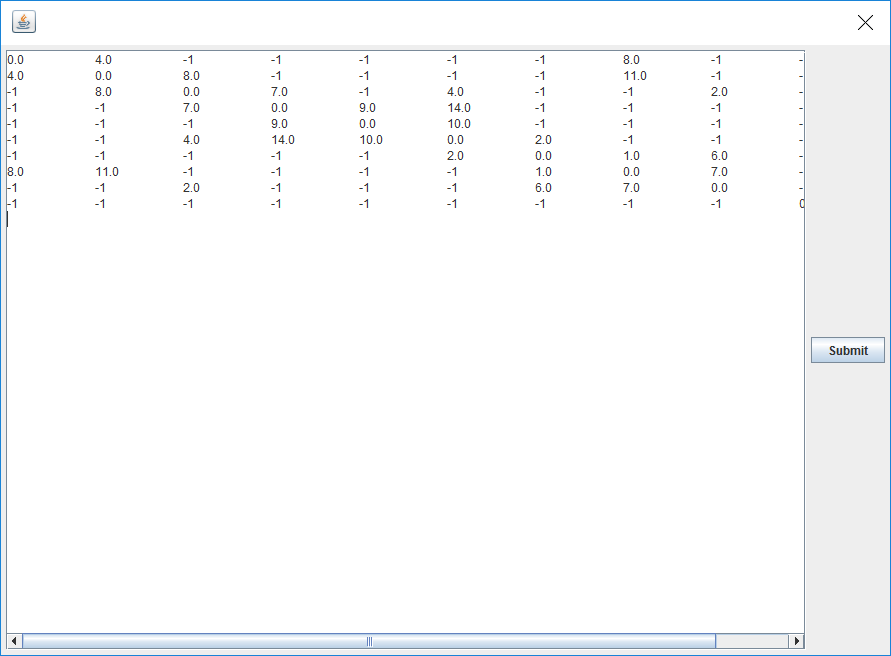 0.0 4.0 -1 -1 -1 -1 -1 8.0 -1 -
4.0 0.0 8.0 -1 -1 -1 -1 11.0 -1 -
-1 8.0 0.0 7.0 -1 4.0 -1 -1 2.0 -
-1 -1 7.0 0.0 9.0 14.0 -1 -1 -1 -
-1 -1 -1 9.0 0.0 10.0 -1 -1 -1 -
-1 -1 4.0 14.0 10.0 0.0 2.0 -1 -1 -
-1 -1 -1 -1 -1 2.0 0.0 1.0 6.0 -
8.0 11.0 -1 -1 -1 -1 1.0 0.0 7.0 -
-1 -1 2.0 -1 -1 -1 6.0 7.0 0.0 -
-1 -1 -1 -1 -1 -1 -1 -1 -1 0
Submit